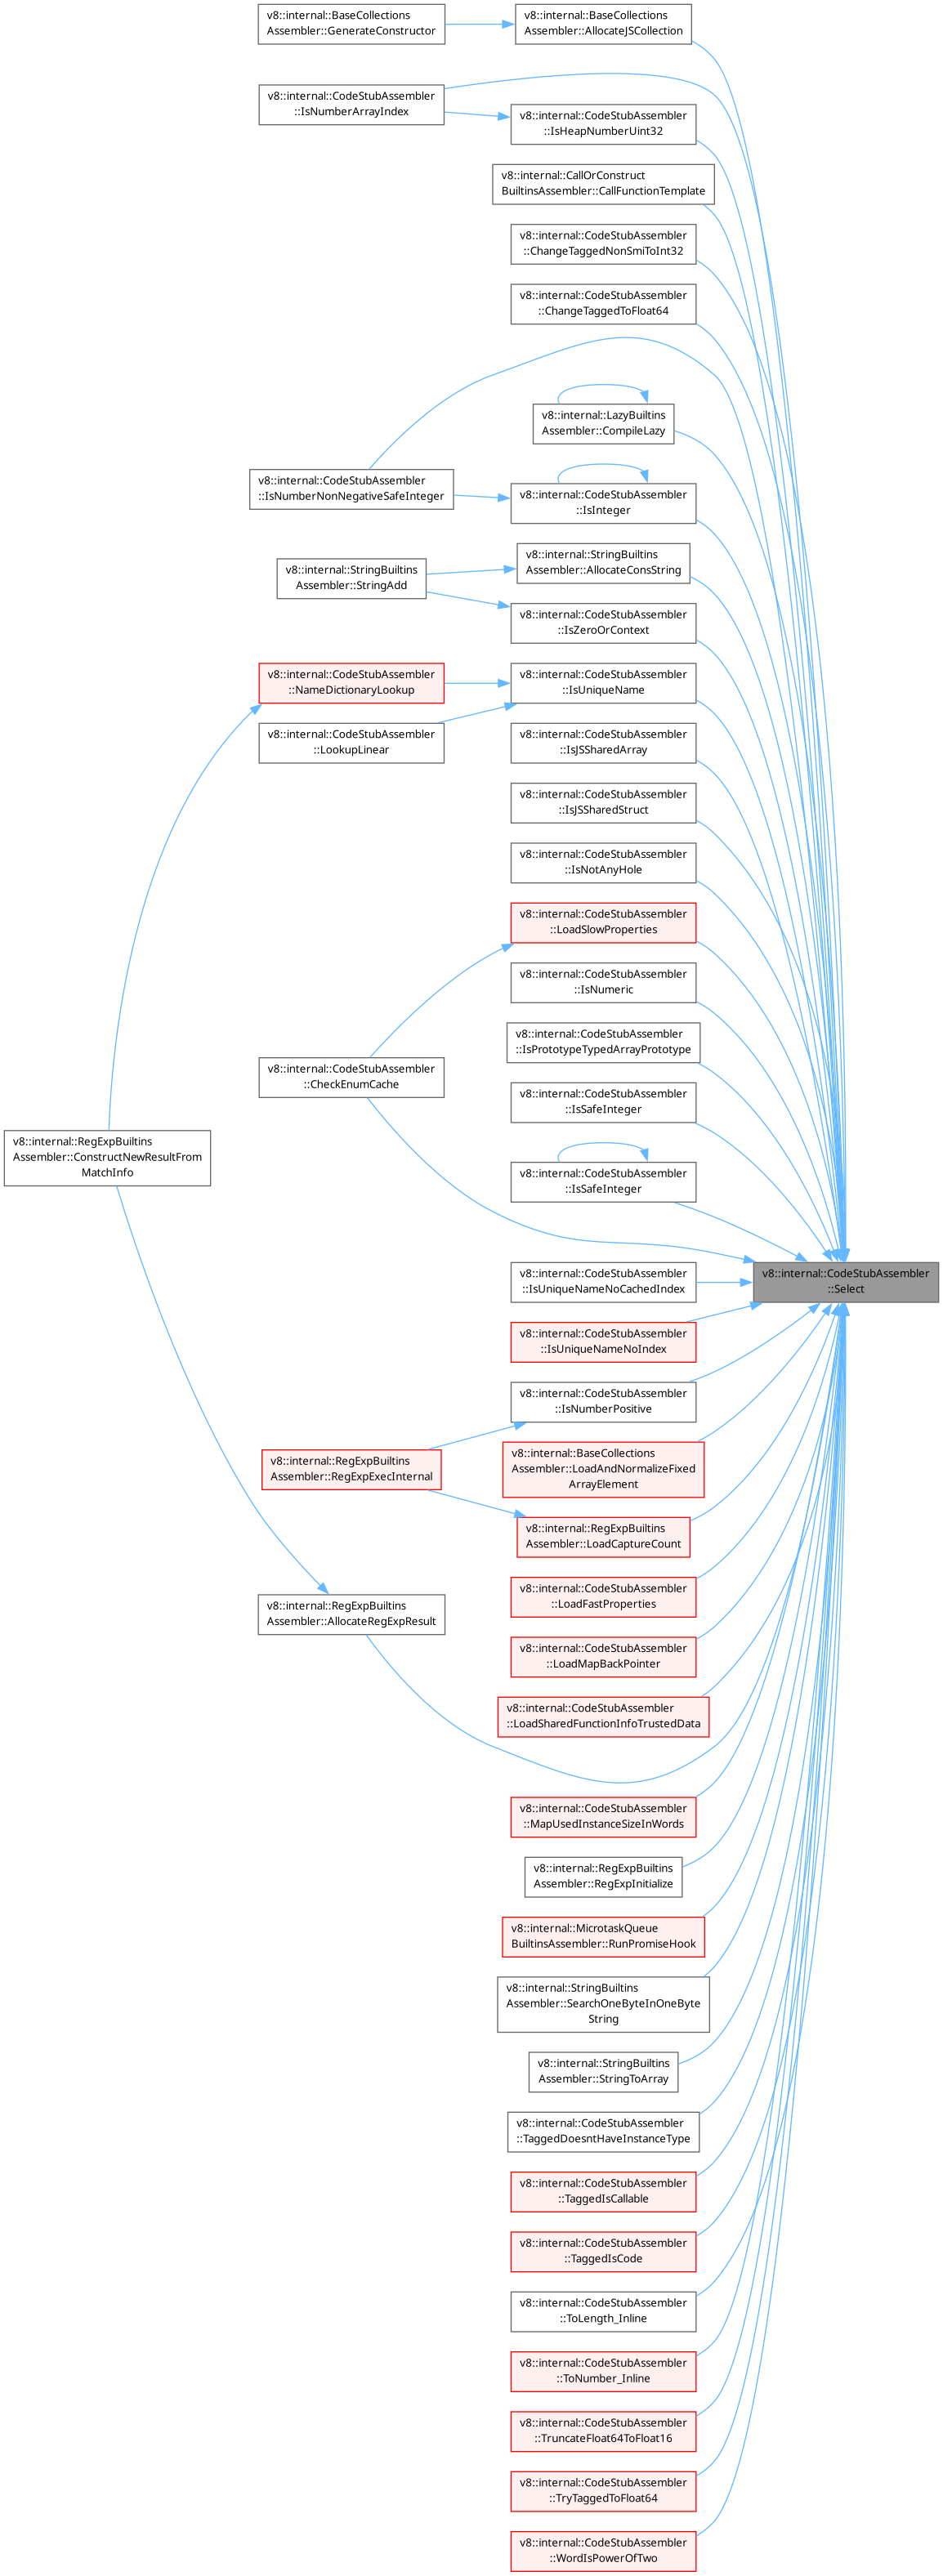 v8::internal::BaseCollections
Assembler::GenerateConstructor
v8::internal::BaseCollections
Assembler::AllocateJSCollection
v8::internal::CodeStubAssembler
::IsNumberArrayIndex
v8::internal::CodeStubAssembler
::IsHeapNumberUint32
v8::internal::CallOrConstruct
BuiltinsAssembler::CallFunctionTemplate
v8::internal::CodeStubAssembler
::ChangeTaggedNonSmiToInt32
v8::internal::CodeStubAssembler
::ChangeTaggedToFloat64
v8::internal::LazyBuiltins
Assembler::CompileLazy
v8::internal::CodeStubAssembler
::IsNumberNonNegativeSafeInteger
v8::internal::CodeStubAssembler
::IsInteger
v8::internal::StringBuiltins
Assembler::AllocateConsString
v8::internal::StringBuiltins
Assembler::StringAdd
v8::internal::CodeStubAssembler
::IsZeroOrContext
v8::internal::CodeStubAssembler
::NameDictionaryLookup
v8::internal::CodeStubAssembler
::IsUniqueName
v8::internal::CodeStubAssembler
::LookupLinear
v8::internal::CodeStubAssembler
::IsJSSharedArray
v8::internal::CodeStubAssembler
::IsJSSharedStruct
v8::internal::CodeStubAssembler
::IsNotAnyHole
v8::internal::CodeStubAssembler
::LoadSlowProperties
v8::internal::CodeStubAssembler
::IsNumeric
v8::internal::CodeStubAssembler
::IsPrototypeTypedArrayPrototype
v8::internal::CodeStubAssembler
::CheckEnumCache
v8::internal::CodeStubAssembler
::IsSafeInteger
v8::internal::RegExpBuiltins
Assembler::ConstructNewResultFrom
MatchInfo
v8::internal::CodeStubAssembler
::IsSafeInteger
v8::internal::CodeStubAssembler
::IsUniqueNameNoCachedIndex
v8::internal::CodeStubAssembler
::Select
v8::internal::CodeStubAssembler
::IsUniqueNameNoIndex
v8::internal::CodeStubAssembler
::IsNumberPositive
v8::internal::RegExpBuiltins
Assembler::RegExpExecInternal
v8::internal::BaseCollections
Assembler::LoadAndNormalizeFixed
ArrayElement
v8::internal::RegExpBuiltins
Assembler::LoadCaptureCount
v8::internal::CodeStubAssembler
::LoadFastProperties
v8::internal::RegExpBuiltins
Assembler::AllocateRegExpResult
v8::internal::CodeStubAssembler
::LoadMapBackPointer
v8::internal::CodeStubAssembler
::LoadSharedFunctionInfoTrustedData
v8::internal::CodeStubAssembler
::MapUsedInstanceSizeInWords
v8::internal::RegExpBuiltins
Assembler::RegExpInitialize
v8::internal::MicrotaskQueue
BuiltinsAssembler::RunPromiseHook
v8::internal::StringBuiltins
Assembler::SearchOneByteInOneByte
String
v8::internal::StringBuiltins
Assembler::StringToArray
v8::internal::CodeStubAssembler
::TaggedDoesntHaveInstanceType
v8::internal::CodeStubAssembler
::TaggedIsCallable
v8::internal::CodeStubAssembler
::TaggedIsCode
v8::internal::CodeStubAssembler
::ToLength_Inline
v8::internal::CodeStubAssembler
::ToNumber_Inline
v8::internal::CodeStubAssembler
::TruncateFloat64ToFloat16
v8::internal::CodeStubAssembler
::TryTaggedToFloat64
v8::internal::CodeStubAssembler
::WordIsPowerOfTwo